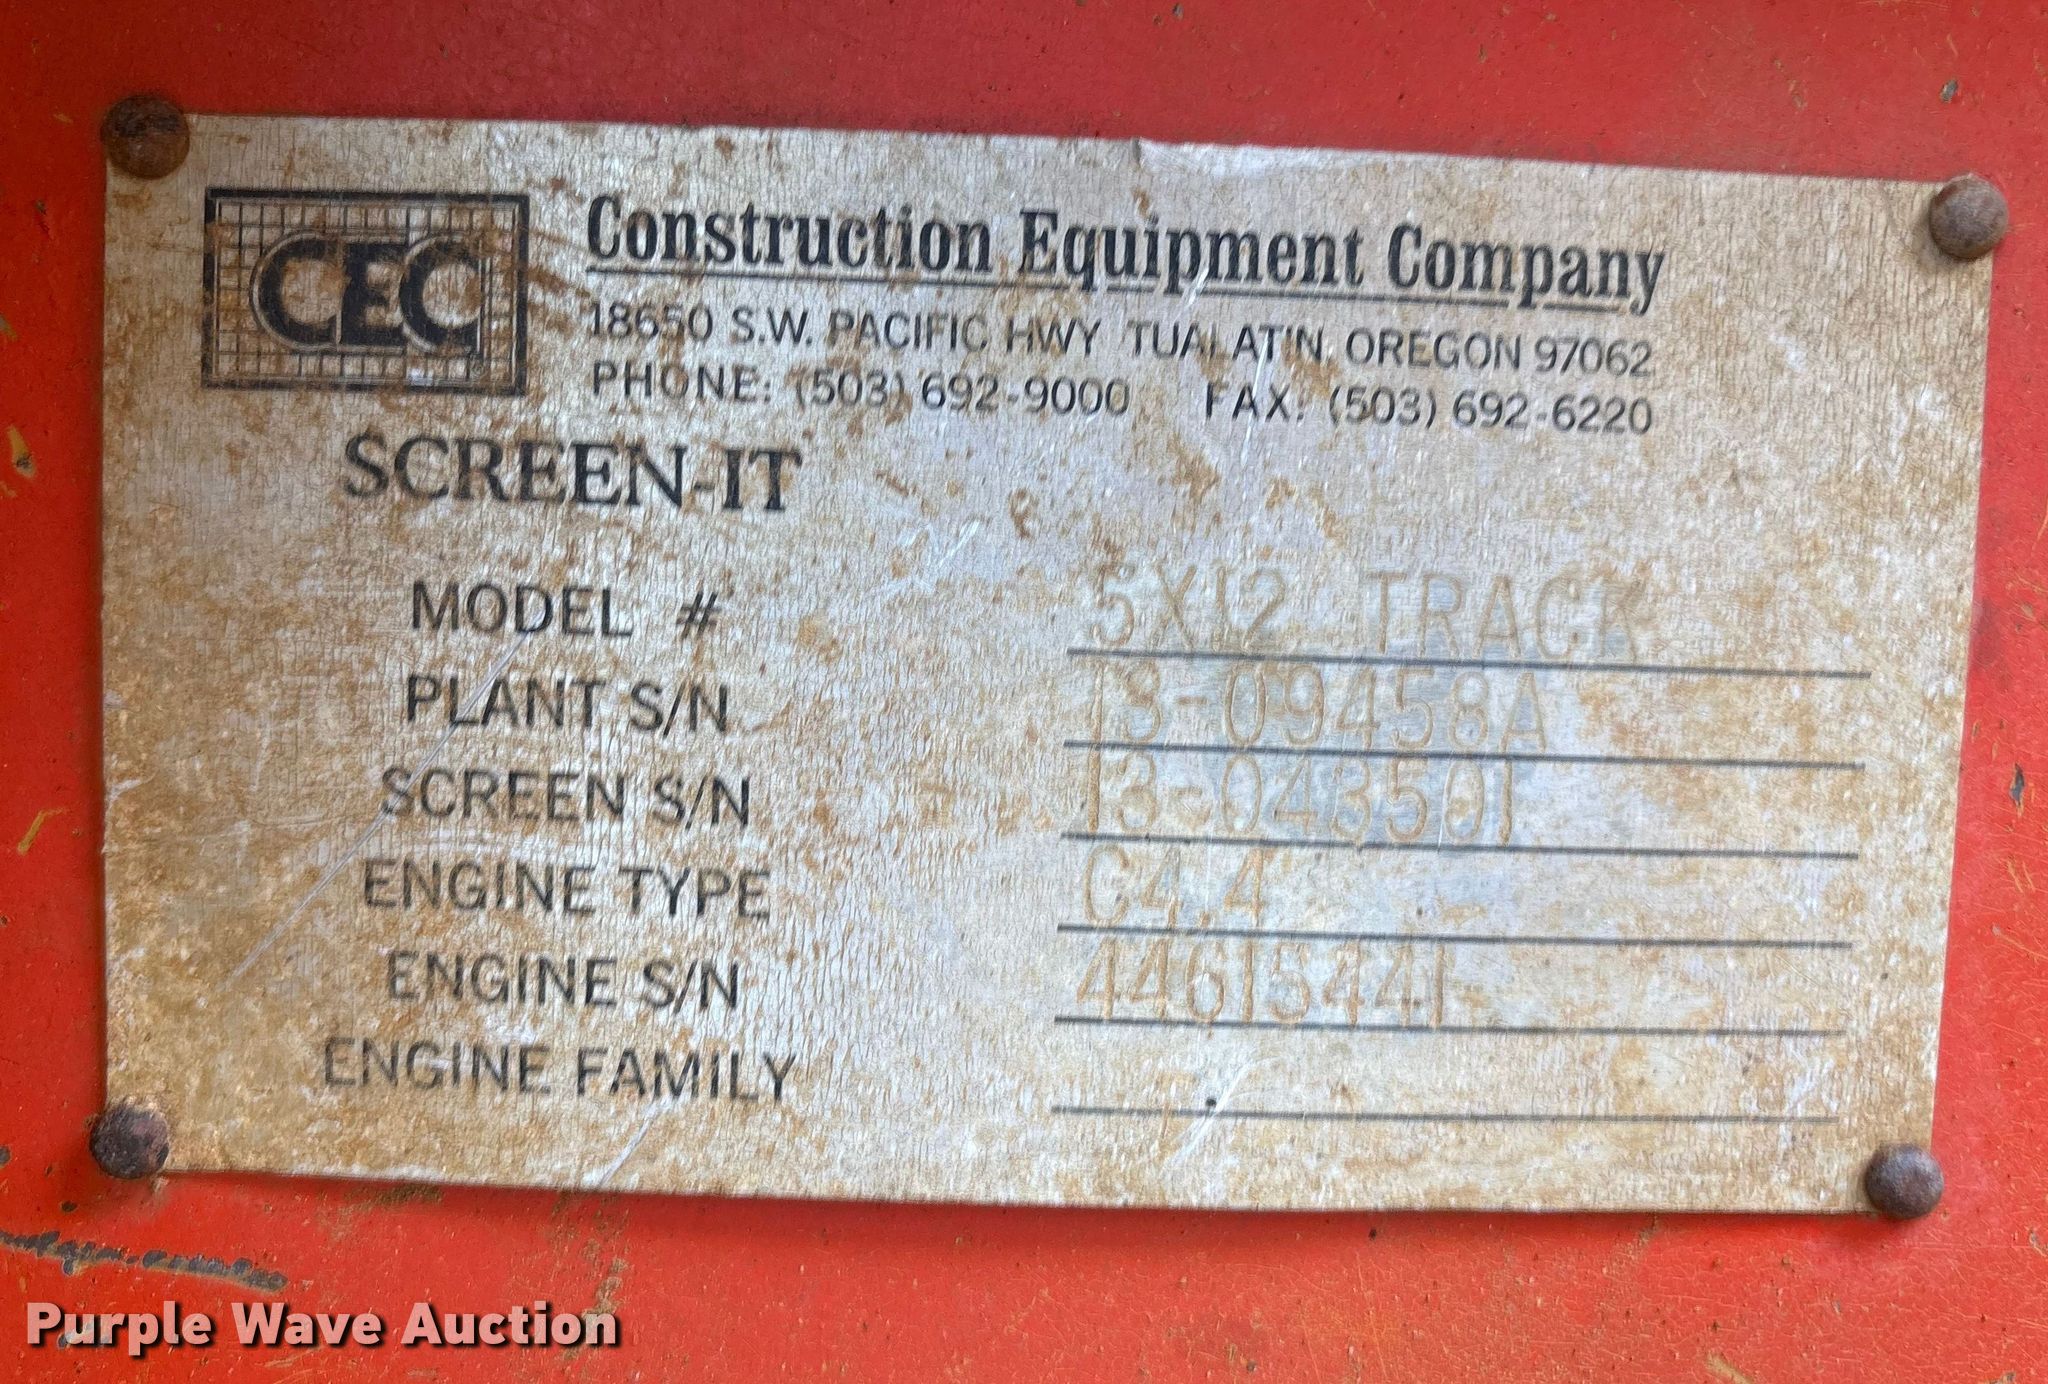 CEC
Construction Equipment Company
18650 S.W. PACIFIC HWY TUALATIN, OREGON 97062
PHONE: (503) 692-9000 FAX: (503) 692-6220
SCREEN-IT
MODEL # 5X12 TRACK
PLANT S/N 13-09458A
SCREEN S/N 13-043501
ENGINE TYPE C4.4
ENGINE S/N 44615441
ENGINE FAMILY
Purple Wave Auction